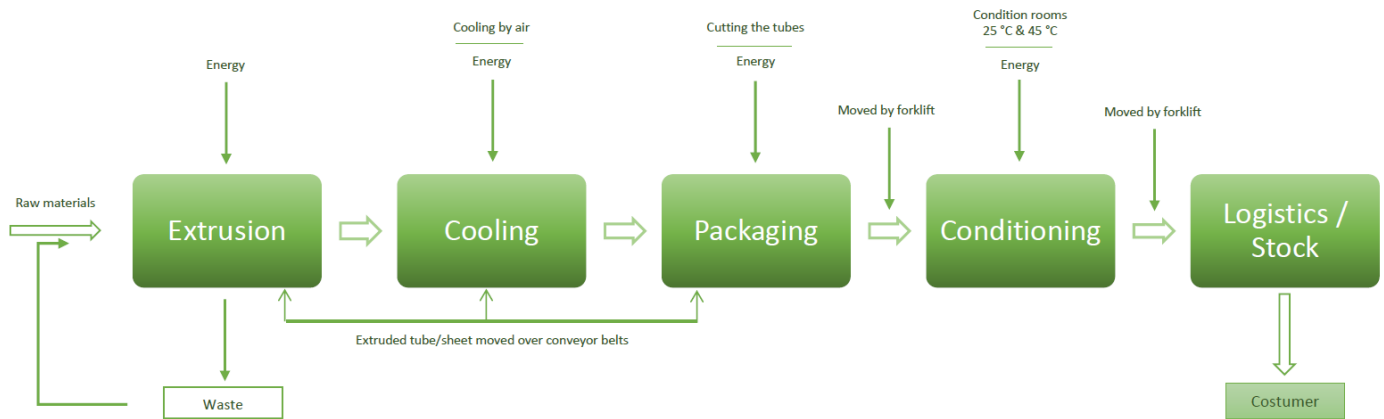 Raw materials
Energy
Extrusion
Waste
Cooling by air
Energy
Cooling
Extruded tube/sheet moved over conveyor belts
Cutting the tubes
Energy
Packaging
Moved by forklift
Condition rooms
25 °C & 45 °C
Energy
Conditioning
Moved by forklift
Logistics /
Stock
Costumer